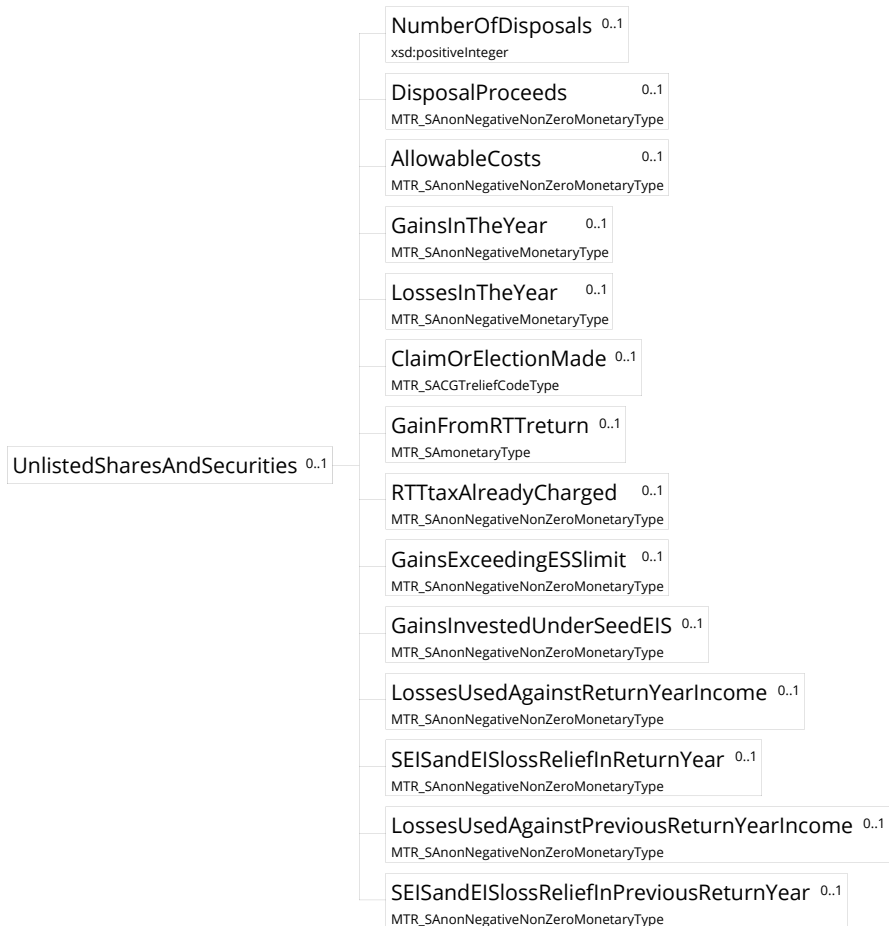 NumberOfDisposals 0..1
xsd:positiveInteger
DisposalProceeds 0..1
MTR_SAnonNegativeNonZeroMonetaryType
AllowableCosts 0..1
MTR_SAnonNegativeNonZeroMonetaryType
GainsInTheYear 0..1
MTR_SAnonNegativeMonetaryType
LossesInTheYear 0..1
MTR_SAnonNegativeMonetaryType
ClaimOrElectionMade 0..1
MTR_SACGTreliefCodeType
GainFromRTTreturn 0..1
MTR_SAmonetaryType
UnlistedSharesAndSecurities 0..1
RTTtaxAlreadyCharged 0..1
MTR_SAnonNegativeNonZeroMonetaryType
GainsExceedingESSlimit 0..1
MTR_SAnonNegativeNonZeroMonetaryType
GainsInvestedUnderSeedEIS 0..1
MTR_SAnonNegativeNonZeroMonetaryType
LossesUsedAgainstReturnYearIncome 0..1
MTR_SAnonNegativeNonZeroMonetaryType
SEISandEISlossReliefInReturnYear 0..1
MTR_SAnonNegativeNonZeroMonetaryType
LossesUsedAgainstPreviousReturnYearIncome 0..1
MTR_SAnonNegativeNonZeroMonetaryType
SEISandEISlossReliefInPreviousReturnYear 0..1
MTR_SAnonNegativeNonZeroMonetaryType